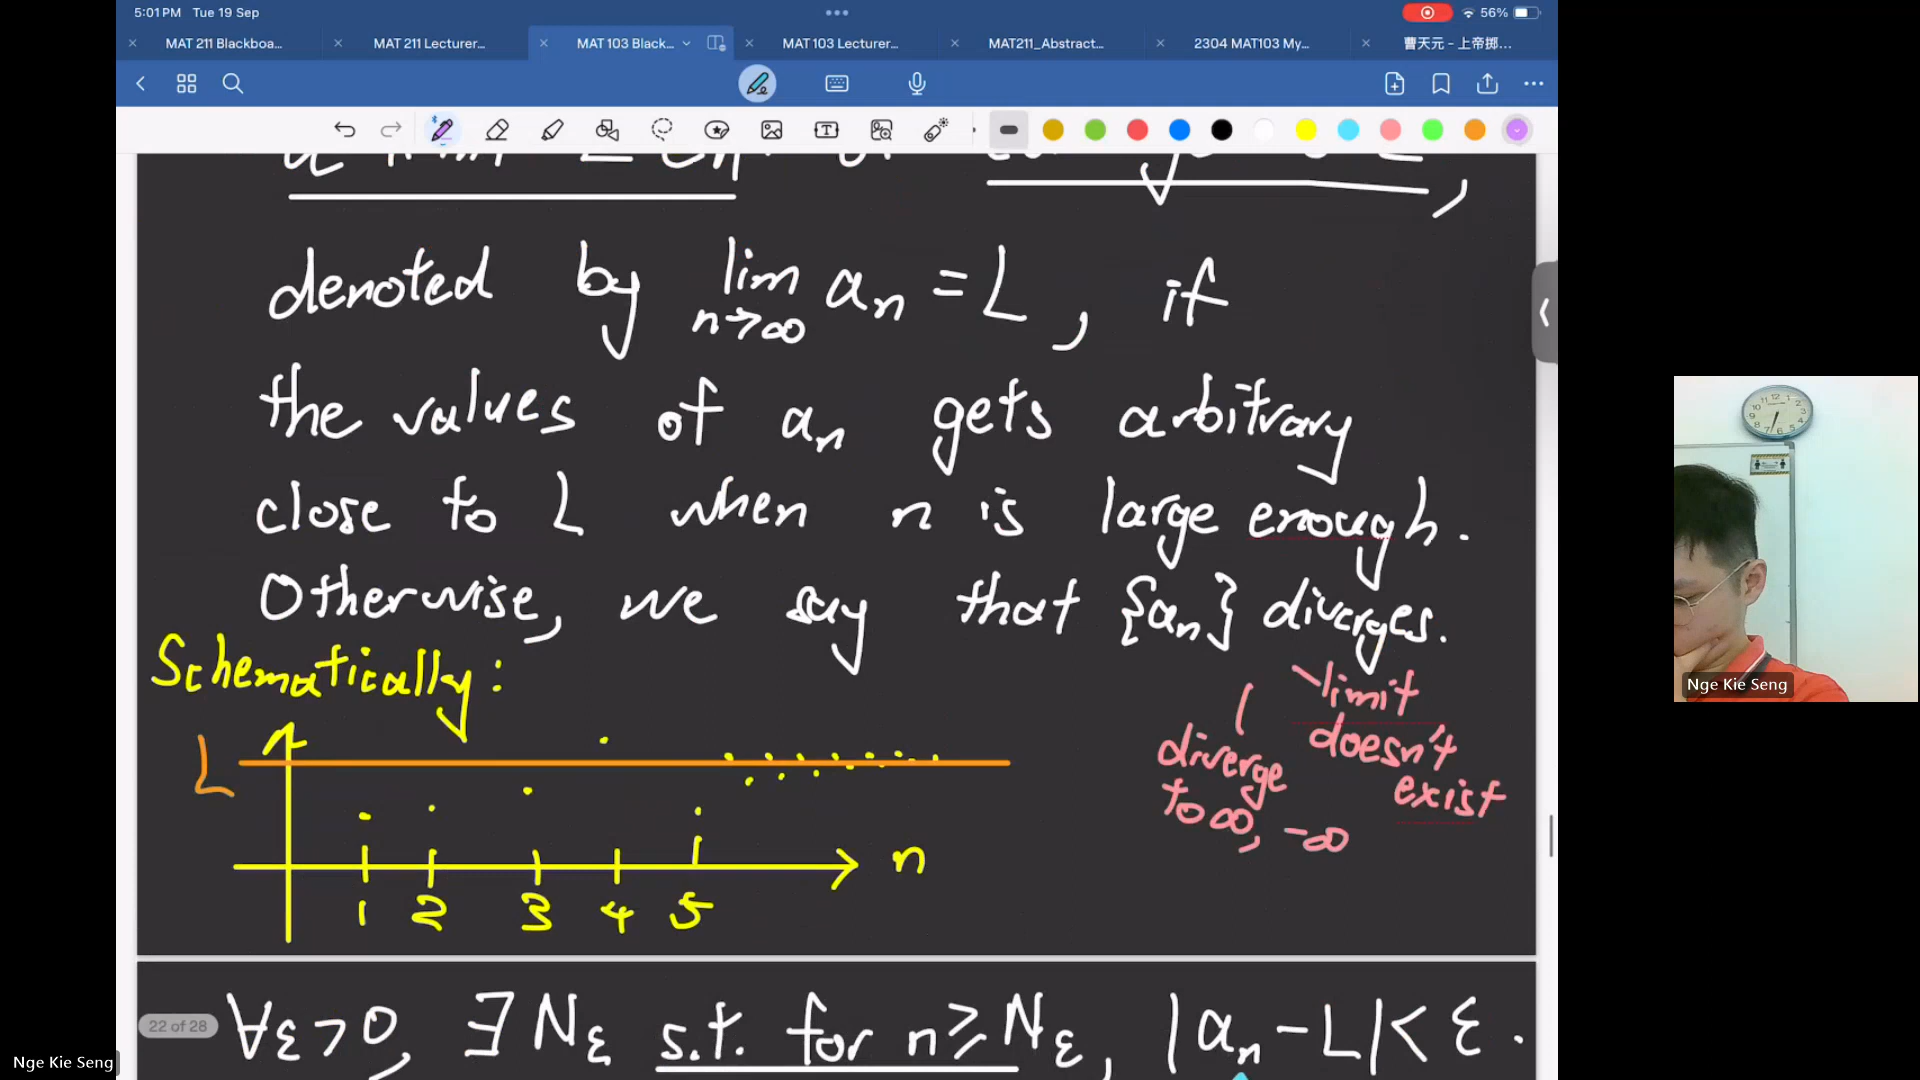 5:01 PM Tue 19 Sep
56%
MAT 211 Blackboa...
MAT 211 Lecturer...
MAT 103 Black...
MAT 103 Lecturer...
MAT211_Abstract...
2304 MAT103 My...
曹天元 - 上帝掷...
denoted by lim n→∞ an = L, if
the values of an gets arbitrary
close to L when n is large enough.
Otherwise, we say that {an} diverges.
Schematically:
limit
doesn't
exist
diverge
to ∞, -∞
L
n
1 2 3 4 5
22 of 28
∀ε>0, ∃Nε s.t. for n≥Nε, |an-L|<ε.
Nge Kie Seng
Nge Kie Seng